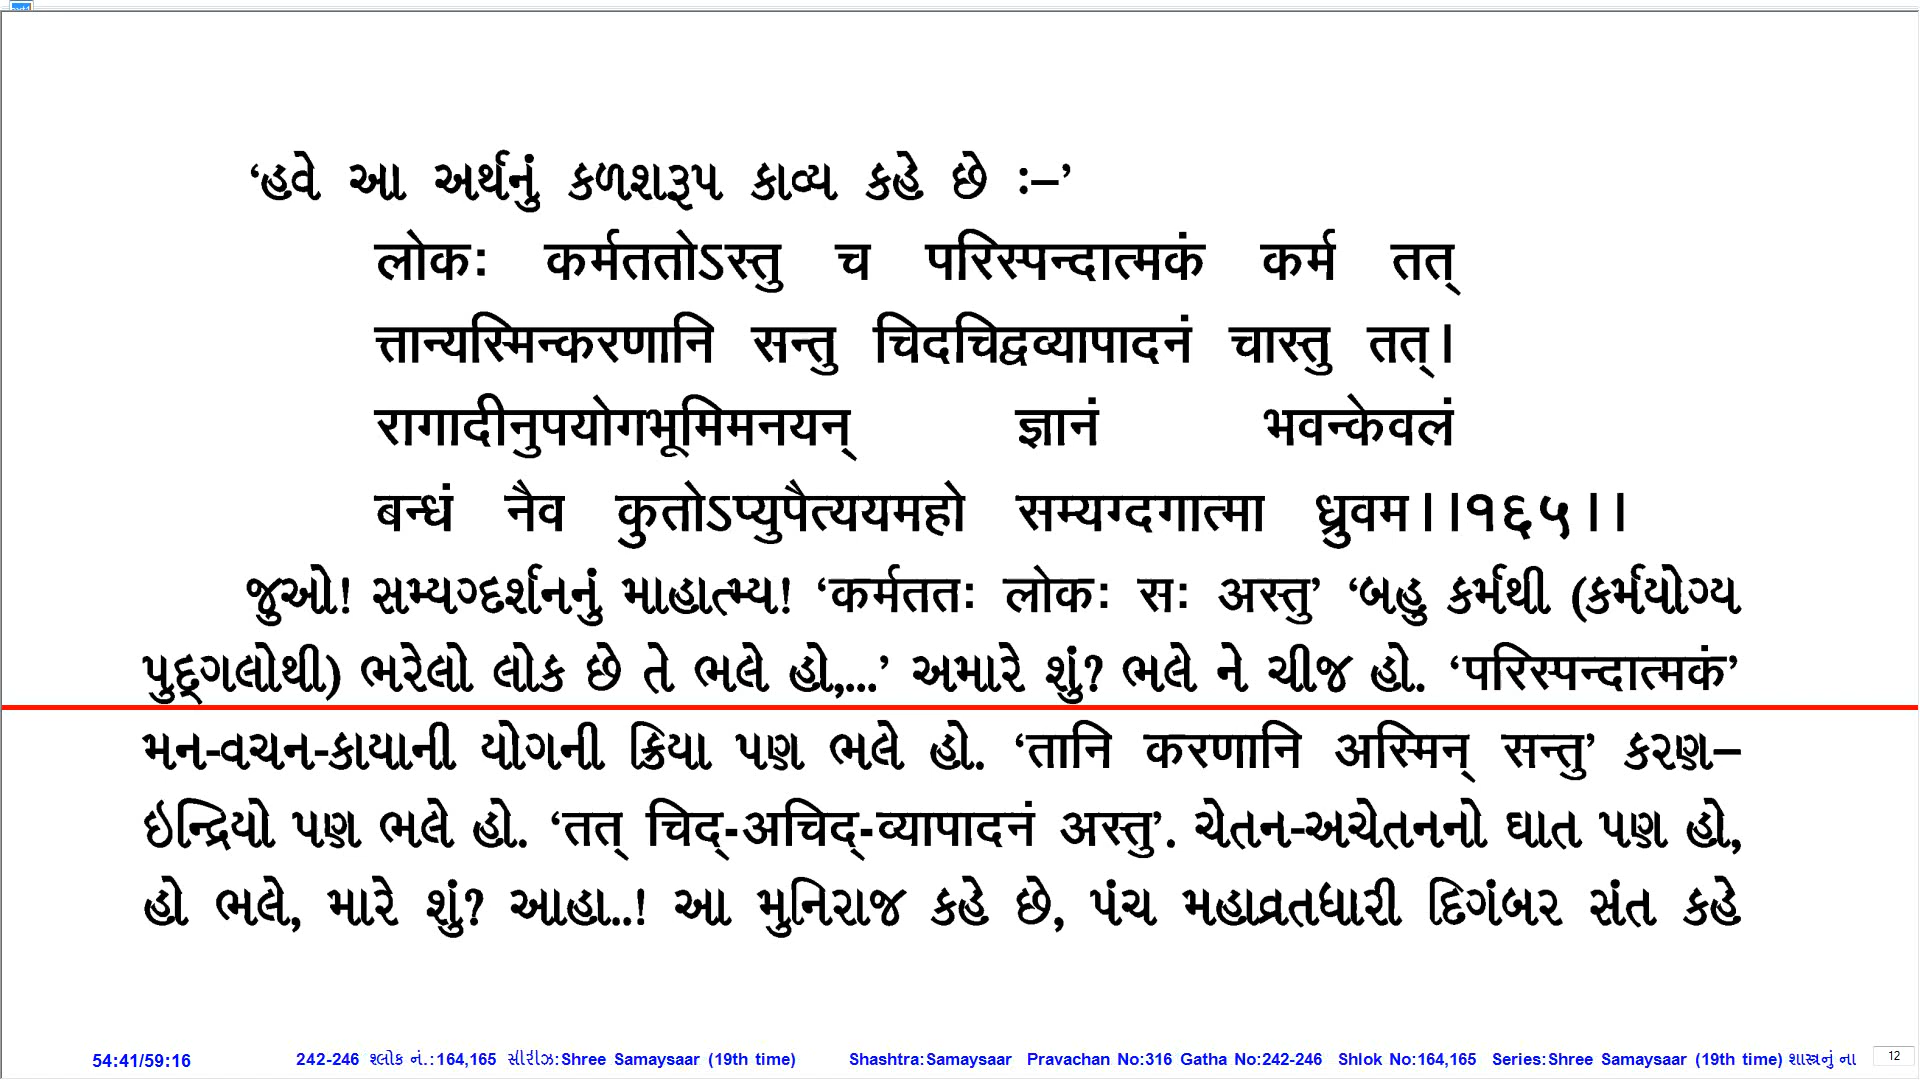 ‘હવે આ અર્થનું કળશરૂપ કાવ્ય કહે છે :–’
लोकः कर्मततोऽस्तु च परिस्पन्दात्मकं कर्म तत्
त्तान्यस्मिन्करणानि सन्तु चिदचिद्वव्यापादनं चास्तु तत्।
रागादीनुपयोगभूमिमनयन् ज्ञानं भवन्केवलं
बन्धं नैव कुतोऽप्युपैत्ययमहो सम्यग्दगात्मा ध्रुवम।।१६५।।
જુઓ! સમ્યગ્દર્શનનું માહાત્મ્ય! ‘कर्मततः लोकः सः अस्तु’ ‘બહુ કર્મથી (કર્મયોગ્ય
પુદ્ગલોથી) ભરેલો લોક છે તે ભલે હો,...’ અમારે શું? ભલે ને ચીજ હો. ‘परिस्पन्दात्मकं’
મન-વચન-કાયાની યોગની ક્રિયા પણ ભલે હો. ‘तानि करणानि अस्मिन् सन्तु’ કરણ–
ઇન્દ્રિયો પણ ભલે હો. ‘तत् चिद्-अचिद्-व्यापादनं अस्तु’. ચેતન-અચેતનનો ઘાત પણ હો,
હો ભલે, મારે શું? આહા..! આ મુનિરાજ કહે છે, પંચ મહાવ્રતધારી દિગંબર સંત કહે
54:41/59:16 242-246 શ્લોક નં.:164,165 સીરીઝ:Shree Samaysaar (19th time) Shashtra:Samaysaar Pravachan No:316 Gatha No:242-246 Shlok No:164,165 Series:Shree Samaysaar (19th time) શાસ્ત્રનું ના 12